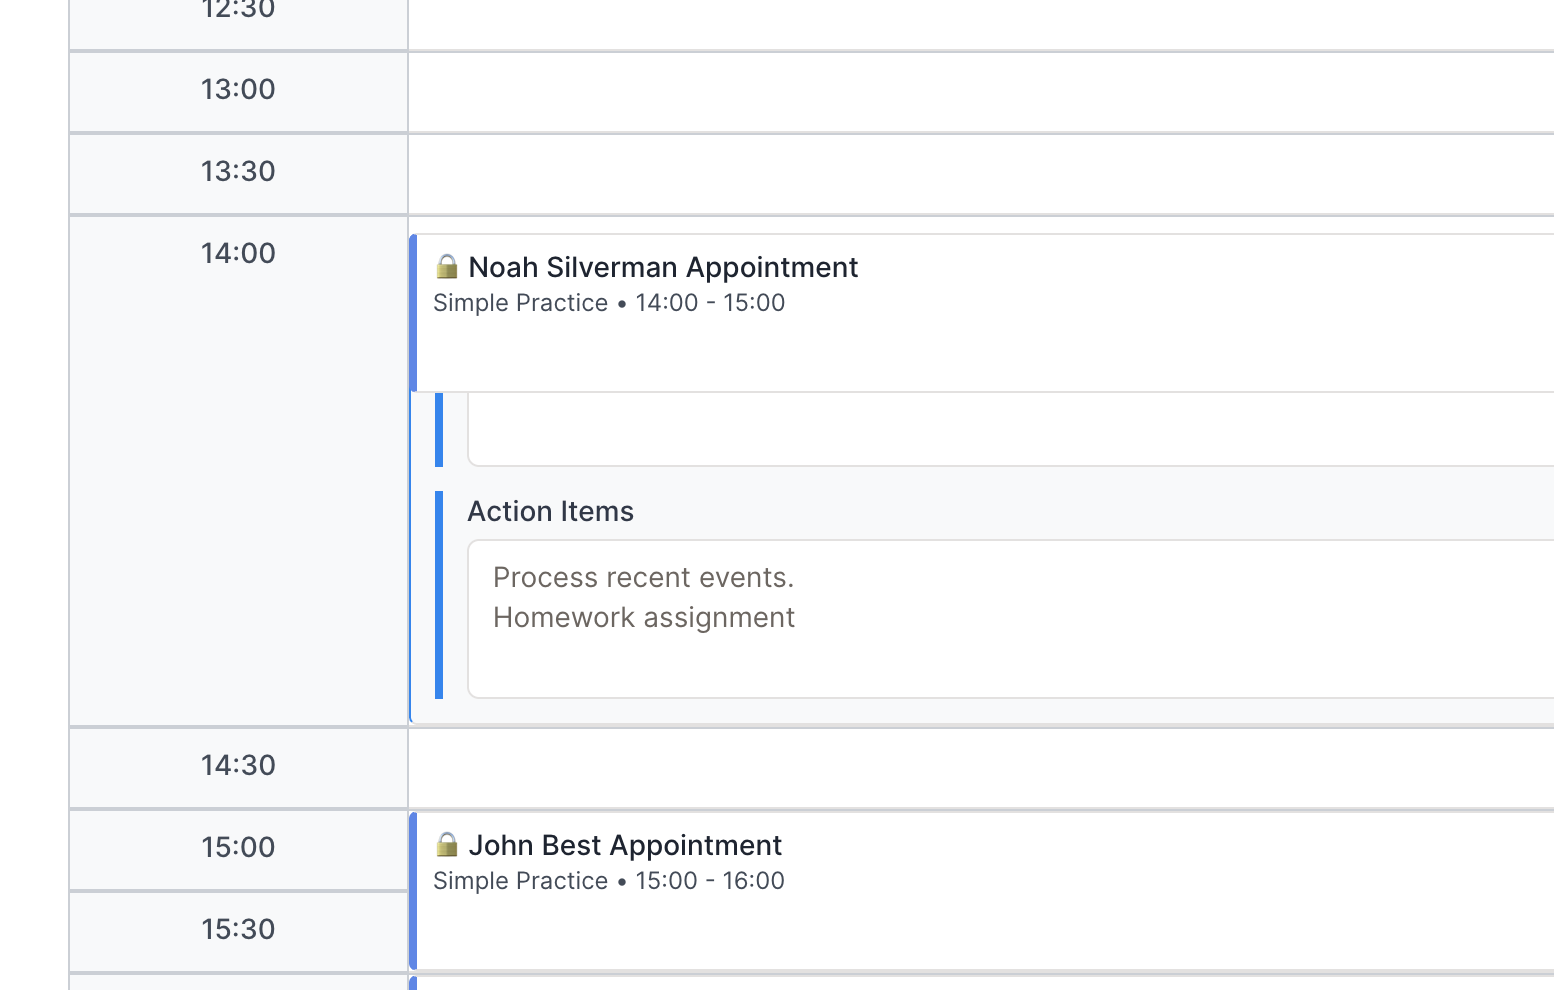 12:30
13:00
13:30
14:00
🔒 Noah Silverman Appointment
Simple Practice • 14:00 - 15:00
Action Items
Process recent events.
Homework assignment
14:30
15:00
🔒 John Best Appointment
Simple Practice • 15:00 - 16:00
15:30